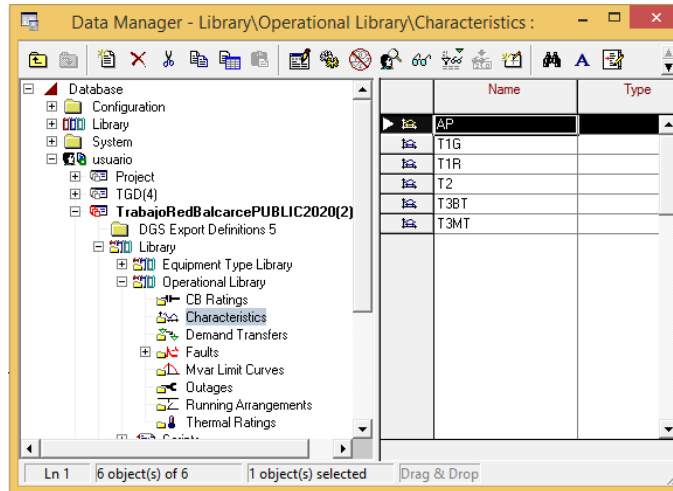 Data Manager - Library\Operational Library\Characteristics :
Database
Configuration
Library
System
usuario
Project
TGD(4)
TrabajoRedBalcarcePUBLIC2020(2)
DGS Export Definitions 5
Library
Equipment Type Library
Operational Library
CB Ratings
Characteristics
Demand Transfers
Faults
Mvar Limit Curves
Outages
Running Arrangements
Thermal Ratings
Name Type
AP
T1G
T1R
T2
T3BT
T3MT
Ln 1 6 object(s) of 6 1 object(s) selected Drag & Drop